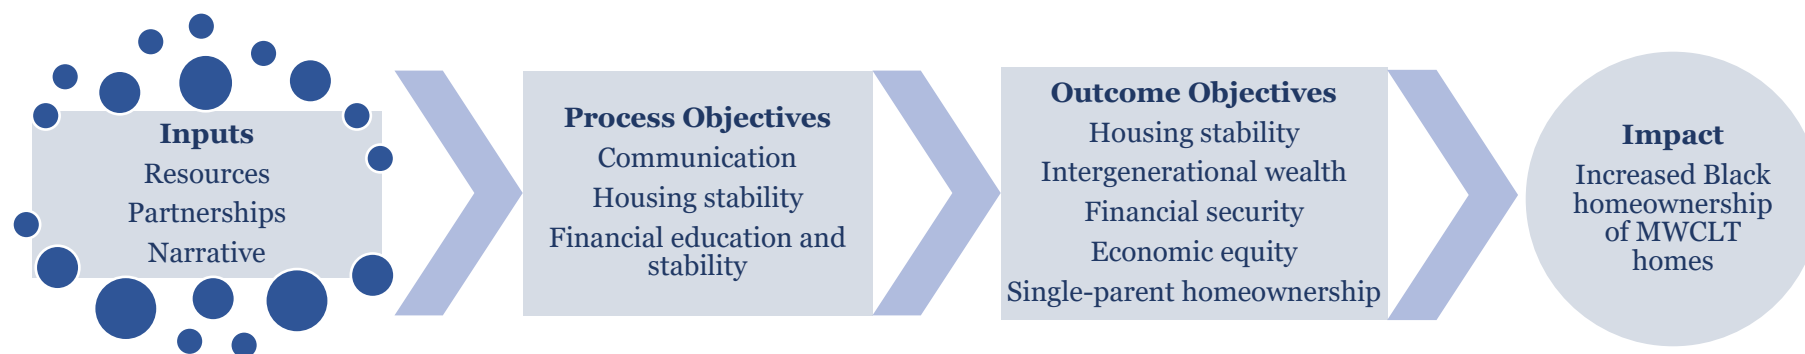 Inputs
Resources
Partnerships
Narrative
Process Objectives
Communication
Housing stability
Financial education and
stability
Outcome Objectives
Housing stability
Intergenerational wealth
Financial security
Economic equity
Single-parent homeownership
Impact
Increased Black
homeownership
of MWCLT
homes